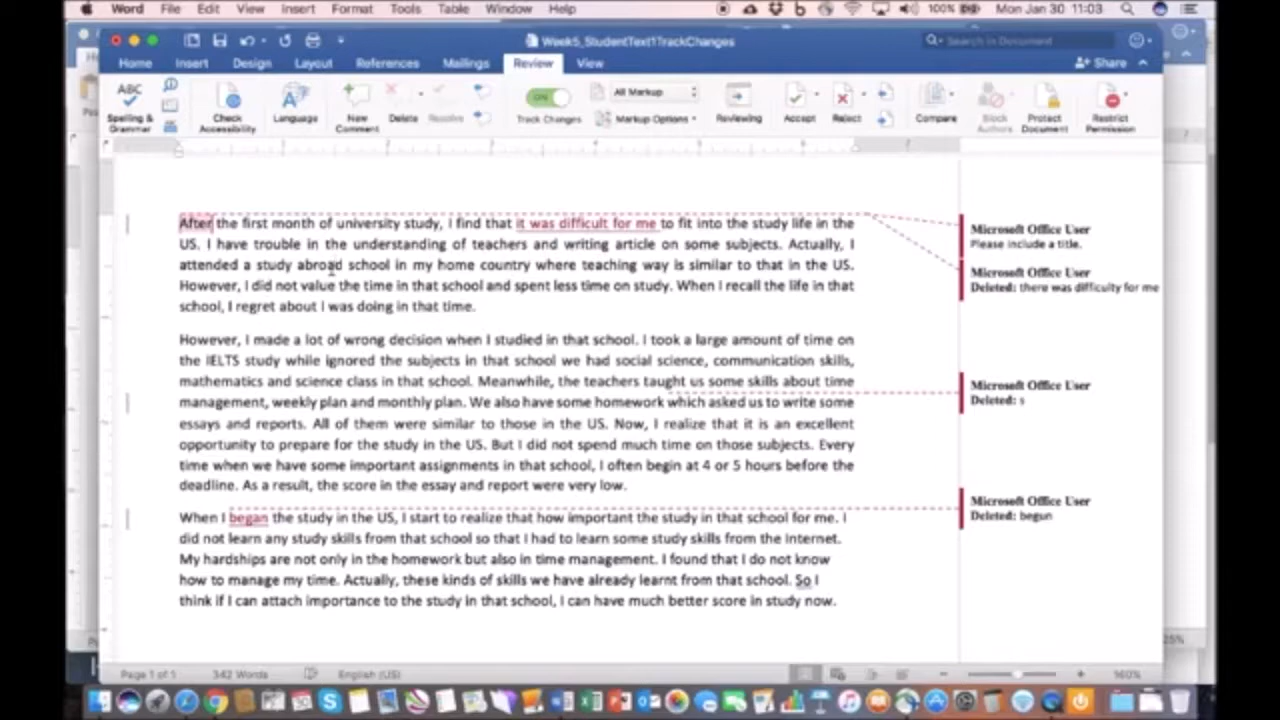 Word File Edit View Insert Format Tools Table Window Help 100% Mon Jan 30 11:03
Week5_StudentText1TrackChanges Search in Document
Home Insert Design Layout References Mailings Review View Share
ABC ON All Markup
Spelling & Grammar Check Accessibility Language New Comment Delete Resolve Track Changes Markup Options Reviewing Accept Reject Compare Block Authors Protect Document Restrict Permission
After the first month of university study, I find that it was difficult for me to fit into the study life in the
US. I have trouble in the understanding of teachers and writing article on some subjects. Actually, I
attended a study abroad school in my home country where teaching way is similar to that in the US.
However, I did not value the time in that school and spent less time on study. When I recall the life in that
school, I regret about I was doing in that time.
However, I made a lot of wrong decision when I studied in that school. I took a large amount of time on
the IELTS study while ignored the subjects in that school we had social science, communication skills,
mathematics and science class in that school. Meanwhile, the teachers taught us some skills about time
management, weekly plan and monthly plan. We also have some homework which asked us to write some
essays and reports. All of them were similar to those in the US. Now, I realize that it is an excellent
opportunity to prepare for the study in the US. But I did not spend much time on those subjects. Every
time when we have some important assignments in that school, I often begin at 4 or 5 hours before the
deadline. As a result, the score in the essay and report were very low.
When I began the study in the US, I start to realize that how important the study in that school for me. I
did not learn any study skills from that school so that I had to learn some study skills from the Internet.
My hardships are not only in the homework but also in time management. I found that I do not know
how to manage my time. Actually, these kinds of skills we have already learnt from that school. So I
think if I can attach importance to the study in that school, I can have much better score in study now.
Microsoft Office User
Please include a title.
Microsoft Office User
Deleted: there was difficulty for me
Microsoft Office User
Deleted: s
Microsoft Office User
Deleted: begun
Page 1 of 1 342 Words English (US) 160%